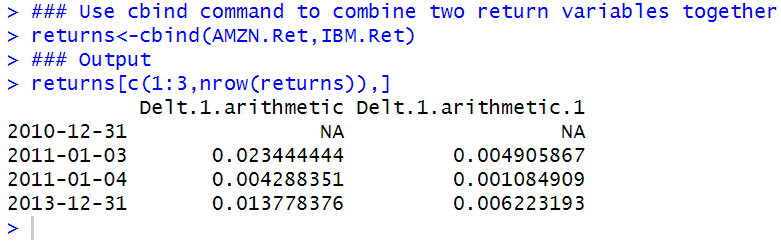 > ### Use cbind command to combine two return variables together
> returns<-cbind(AMZN.Ret,IBM.Ret)
> ### Output
> returns[c(1:3,nrow(returns)),]
           Delt.1.arithmetic Delt.1.arithmetic.1
2010-12-31                NA                  NA
2011-01-03       0.023444444         0.004905867
2011-01-04       0.004288351         0.001084909
2013-12-31       0.013778376         0.006223193
>